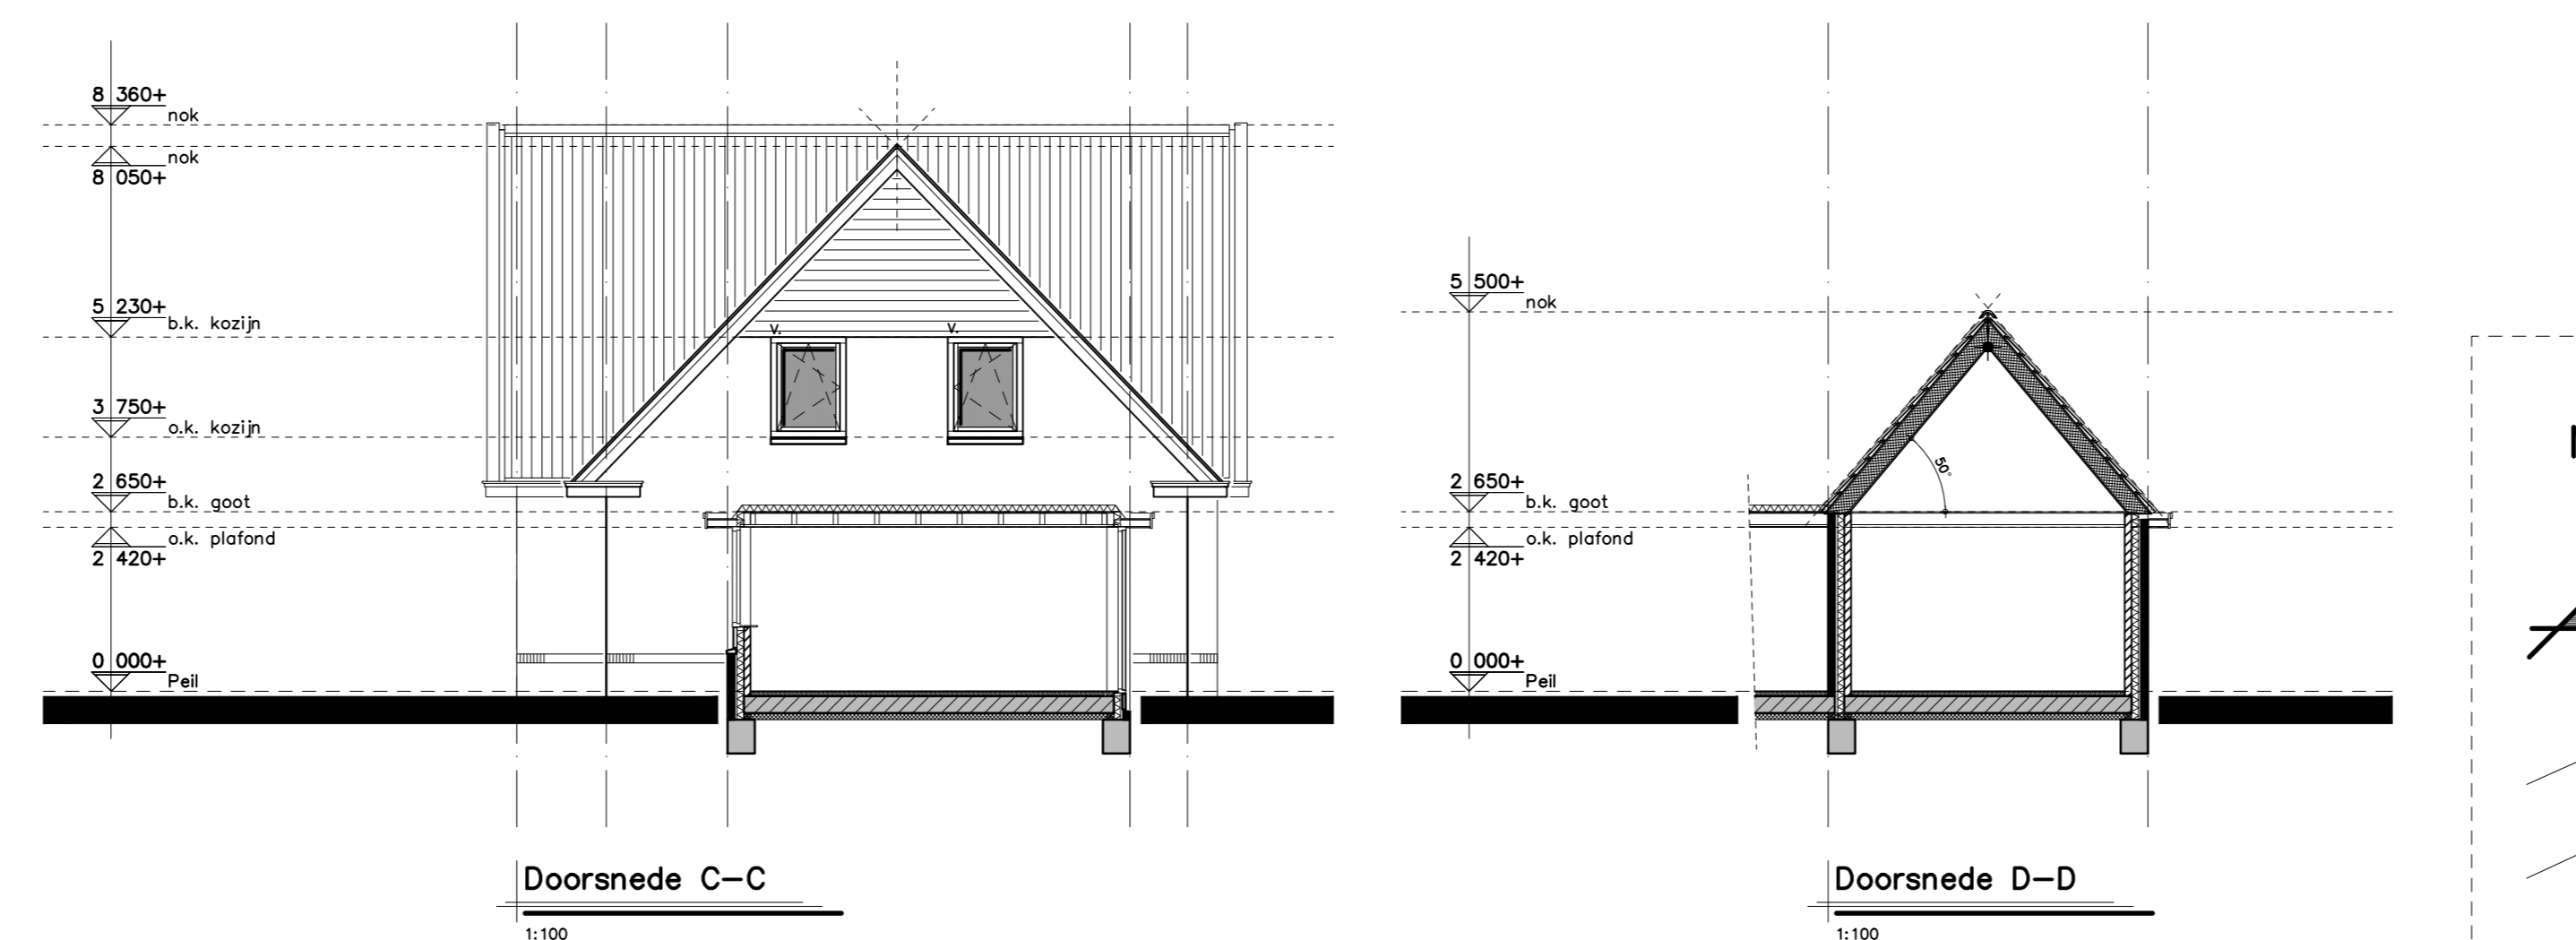 8 360+
nok
nok
8 050+
5 230+
b.k. kozijn
3 750+
o.k. kozijn
2 650+
b.k. goot
o.k. plafond
2 420+
0 000+
Peil
V.
V.
Doorsnede C-C
1:100
5 500+
nok
2 650+
b.k. goot
o.k. plafond
2 420+
0 000+
Peil
50°
Doorsnede D-D
1:100